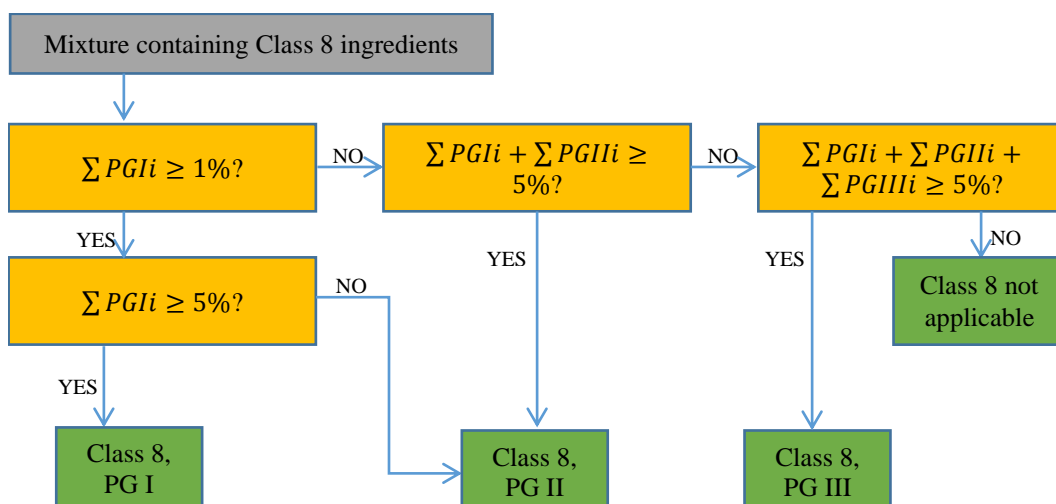 Mixture containing Class 8 ingredients
∑ PGIi ≥ 1%?
NO
∑ PGIi + ∑ PGIIi ≥
5%?
NO
∑ PGIi + ∑ PGIIi +
∑ PGIIIi ≥ 5%?
YES
YES
YES
NO
∑ PGIi ≥ 5%?
NO
Class 8 not
applicable
YES
Class 8,
PG I
Class 8,
PG II
Class 8,
PG III